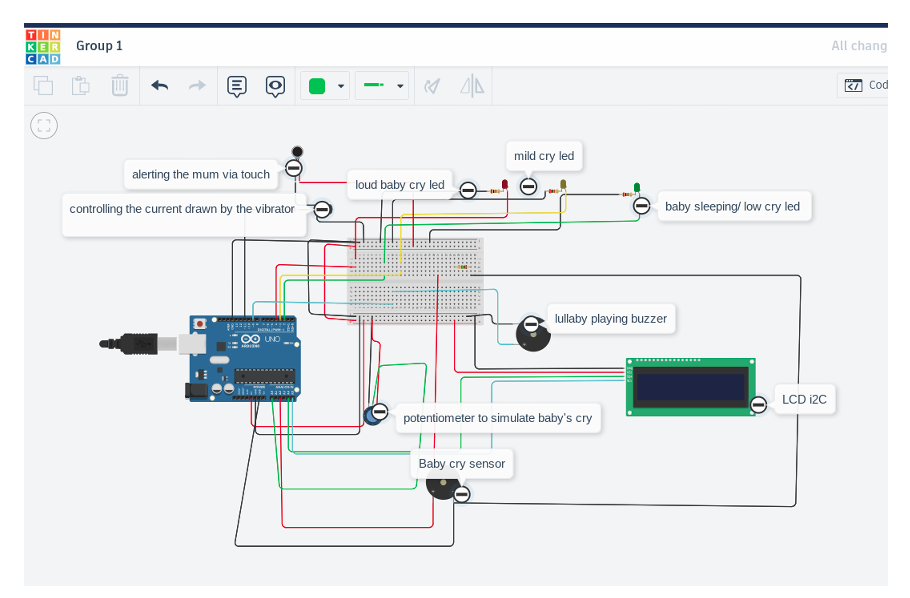 TIN
KER
CAD
Group 1
All chang
Cod
mild cry led
alerting the mum via touch
loud baby cry led
controlling the current drawn by the vibrator
baby sleeping/ low cry led
lullaby playing buzzer
UNO
LCD i2C
potentiometer to simulate baby's cry
Baby cry sensor